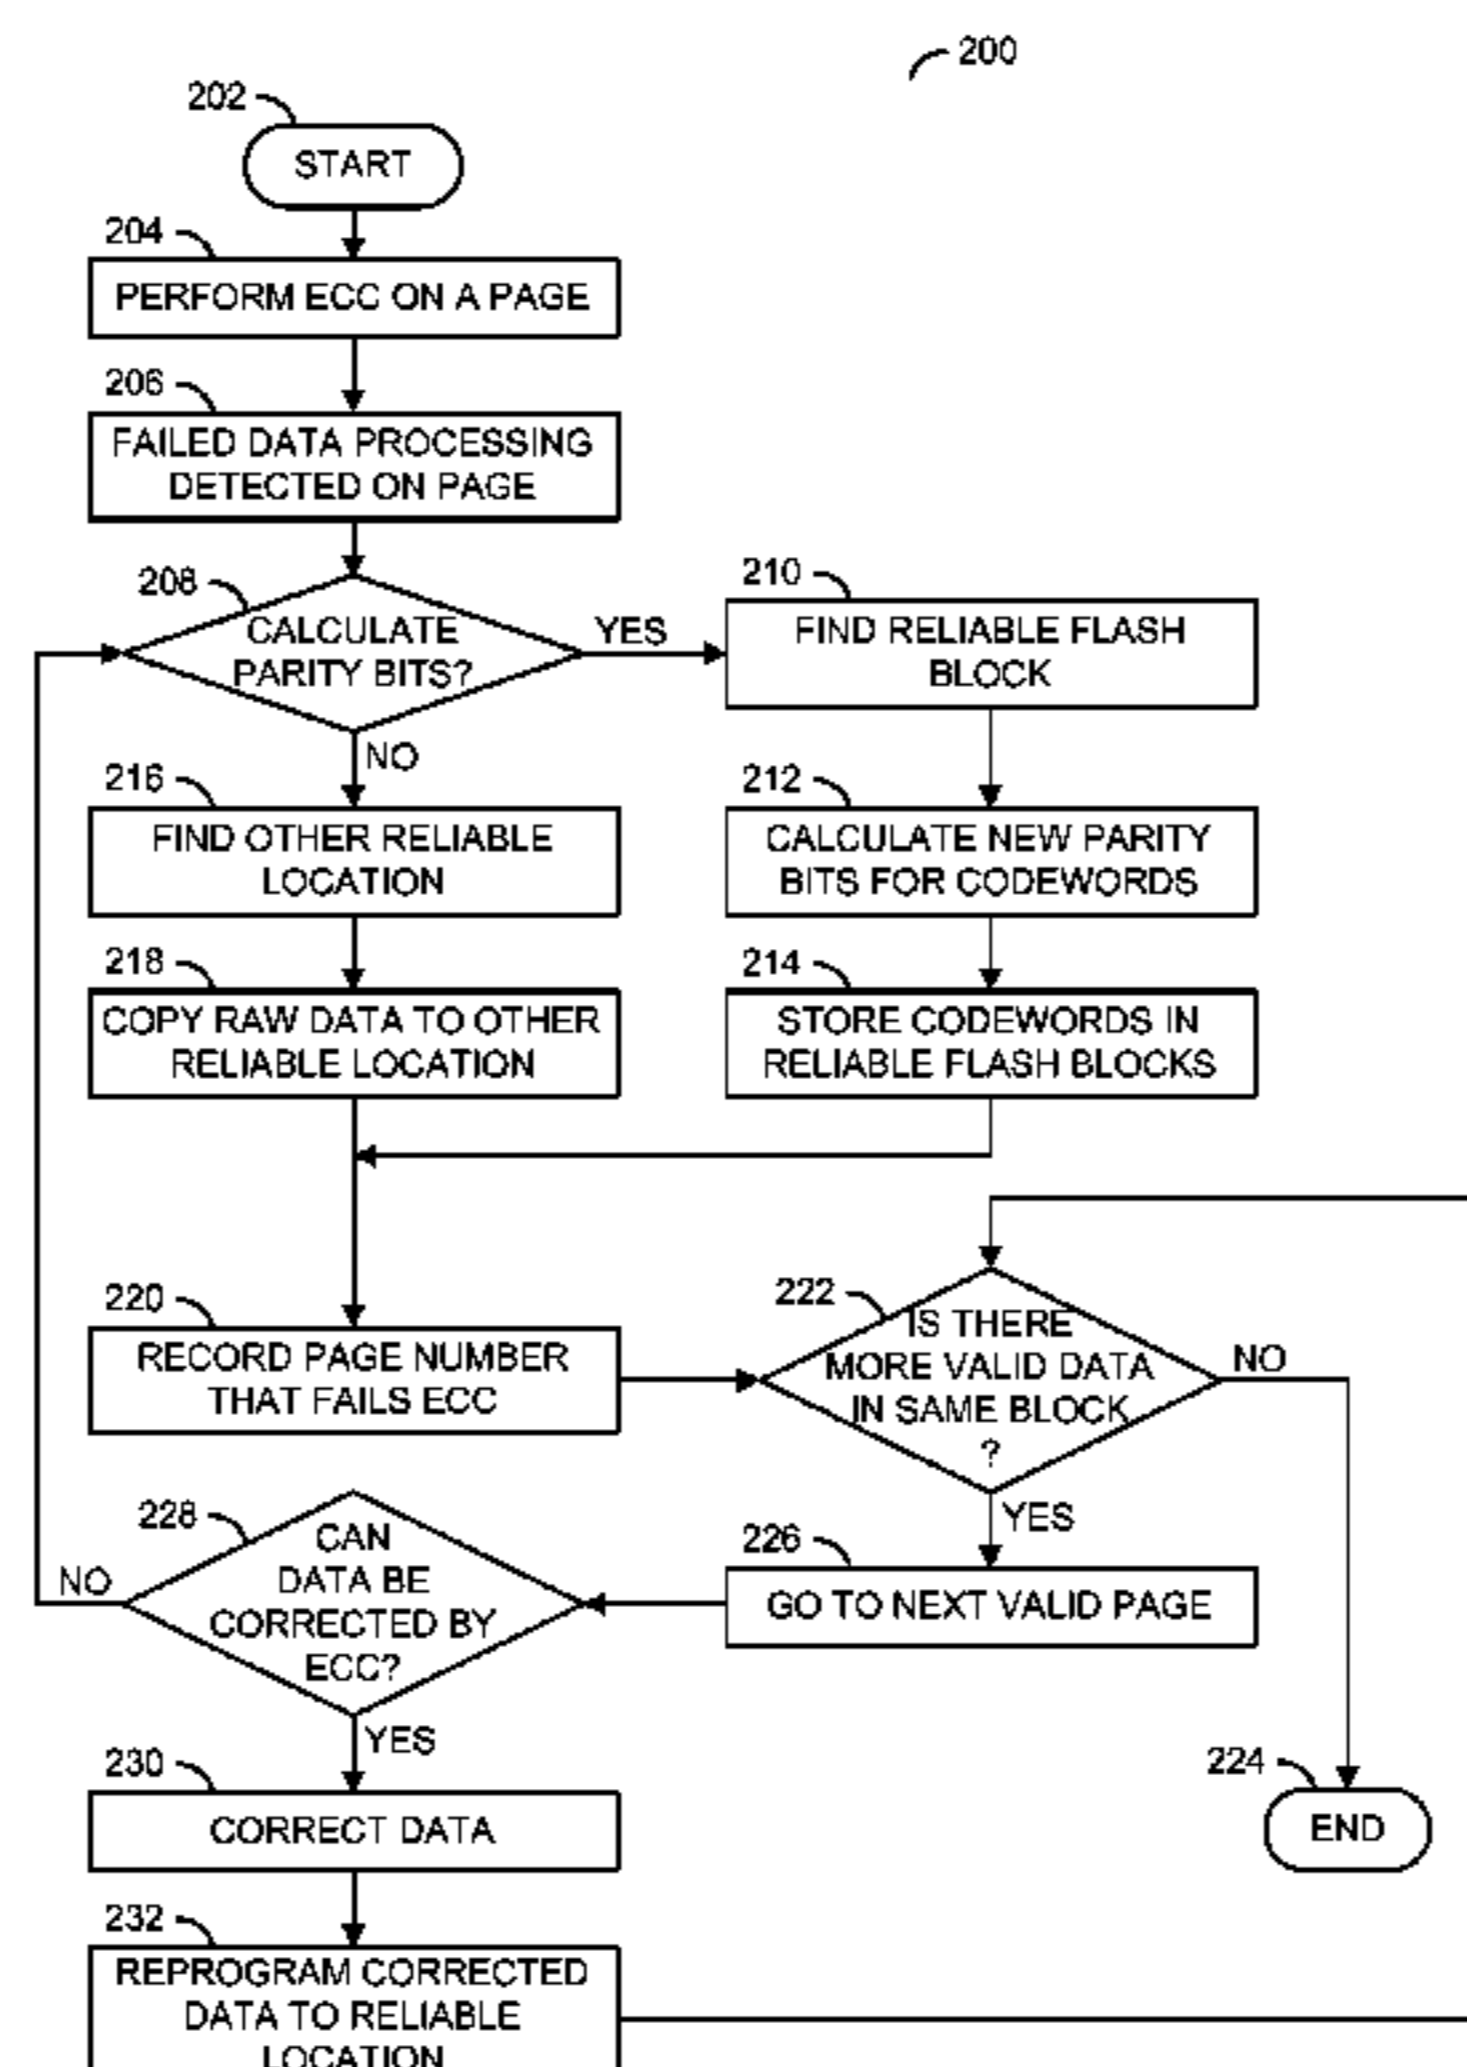 200
202
START
204
PERFORM ECC ON A PAGE
206
FAILED DATA PROCESSING
DETECTED ON PAGE
208
CALCULATE
PARITY BITS?
YES
NO
210
FIND RELIABLE FLASH
BLOCK
212
CALCULATE NEW PARITY
BITS FOR CODEWORDS
214
STORE CODEWORDS IN
RELIABLE FLASH BLOCKS
216
FIND OTHER RELIABLE
LOCATION
218
COPY RAW DATA TO OTHER
RELIABLE LOCATION
220
RECORD PAGE NUMBER
THAT FAILS ECC
222
IS THERE
MORE VALID DATA
IN SAME BLOCK
?
NO
YES
224
END
226
GO TO NEXT VALID PAGE
228
CAN
DATA BE
CORRECTED BY
ECC?
NO
YES
230
CORRECT DATA
232
REPROGRAM CORRECTED
DATA TO RELIABLE
LOCATION